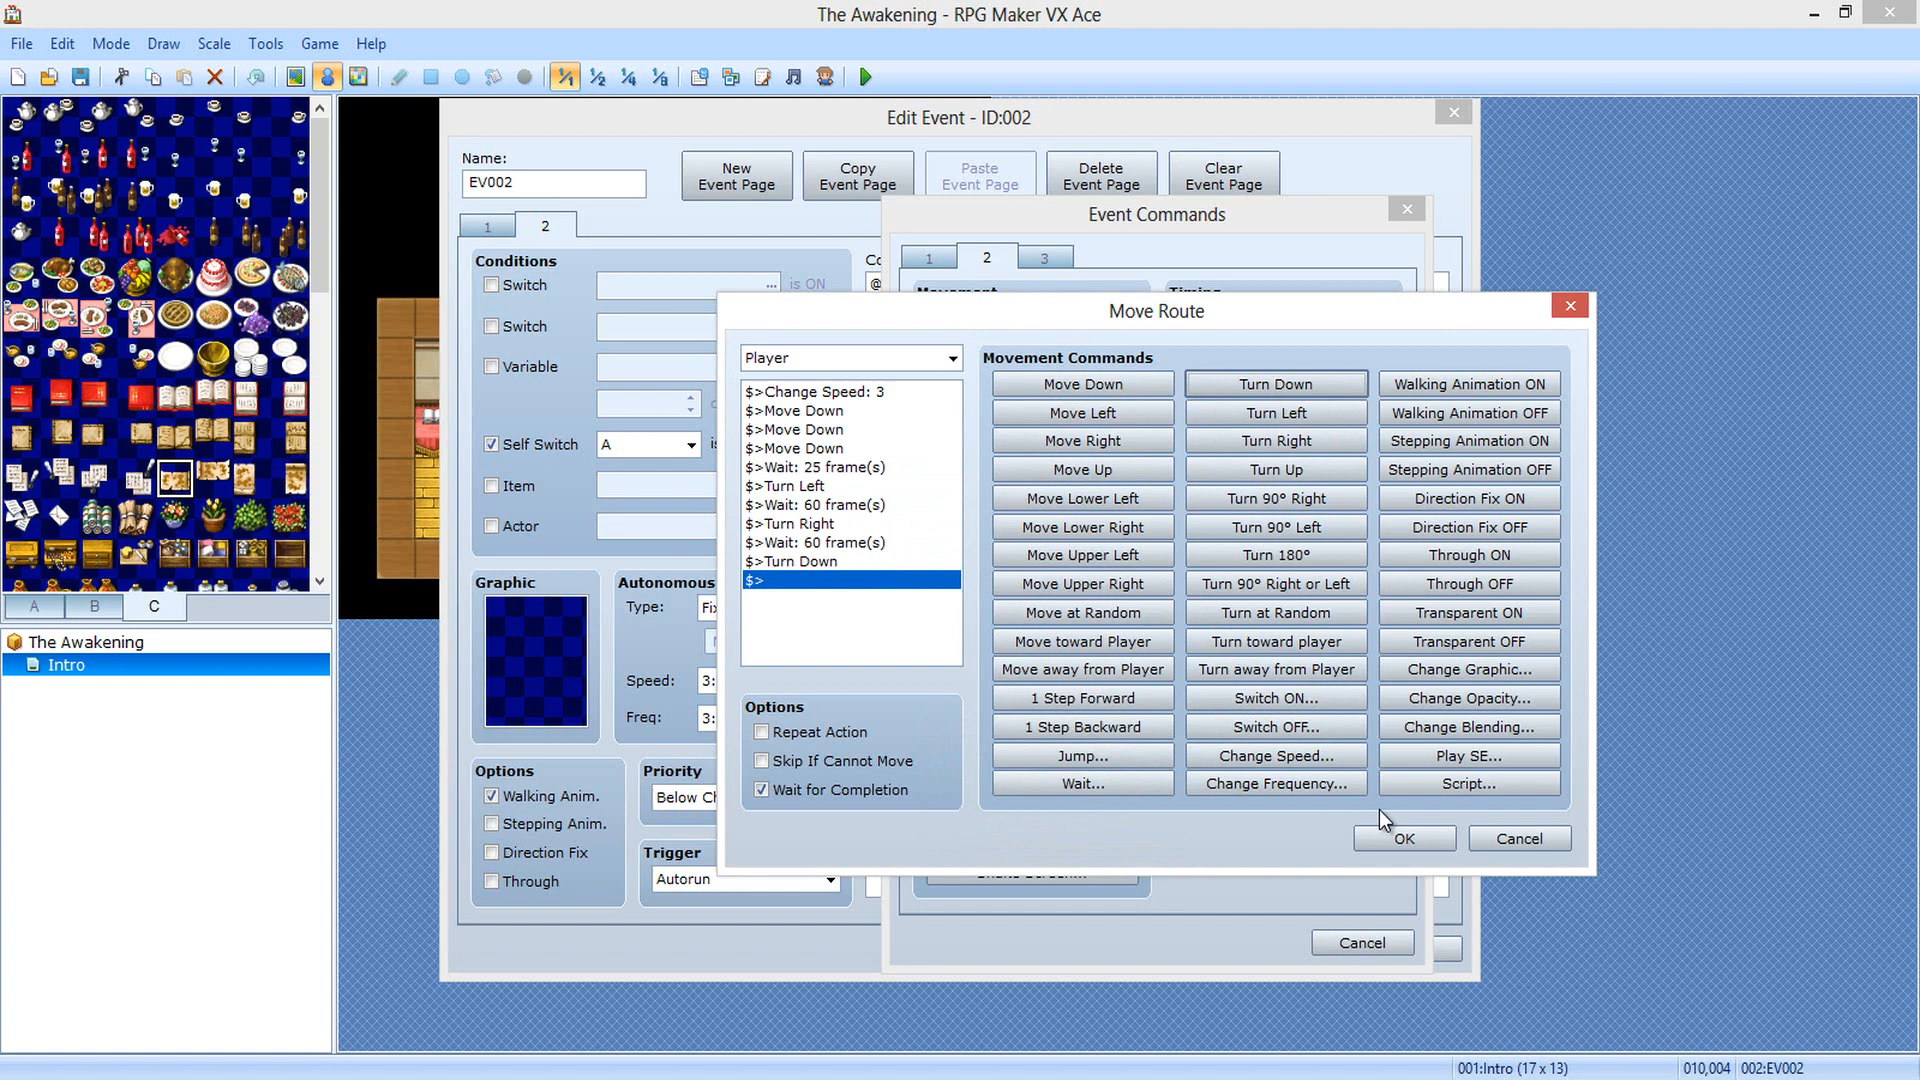 The Awakening - RPG Maker VX Ace
File Edit Mode Draw Scale Tools Game Help
1/1 1/2 1/4 1/8
Edit Event - ID:002
Name:
EV002
New Event Page
Copy Event Page
Paste Event Page
Delete Event Page
Clear Event Page
1 2
Conditions
Switch ... is ON
Switch
Variable
Self Switch A
Item
Actor
Graphic
Autonomous
Type:
Speed: 3:
Freq: 3:
Options
Walking Anim.
Stepping Anim.
Direction Fix
Through
Priority
Trigger
Autorun
Event Commands
1 2 3
Cancel
Move Route
Player
$>Change Speed: 3
$>Move Down
$>Move Down
$>Move Down
$>Wait: 25 frame(s)
$>Turn Left
$>Wait: 60 frame(s)
$>Turn Right
$>Wait: 60 frame(s)
$>Turn Down
$>
Options
Repeat Action
Skip If Cannot Move
Wait for Completion
Movement Commands
Move Down Turn Down Walking Animation ON
Move Left Turn Left Walking Animation OFF
Move Right Turn Right Stepping Animation ON
Move Up Turn Up Stepping Animation OFF
Move Lower Left Turn 90° Right Direction Fix ON
Move Lower Right Turn 90° Left Direction Fix OFF
Move Upper Left Turn 180° Through ON
Move Upper Right Turn 90° Right or Left Through OFF
Move at Random Turn at Random Transparent ON
Move toward Player Turn toward player Transparent OFF
Move away from Player Turn away from Player Change Graphic...
1 Step Forward Switch ON... Change Opacity...
1 Step Backward Switch OFF... Change Blending...
Jump... Change Speed... Play SE...
Wait... Change Frequency... Script...
OK Cancel
A B C
The Awakening
Intro
001:Intro (17 x 13) 010,004 002:EV002